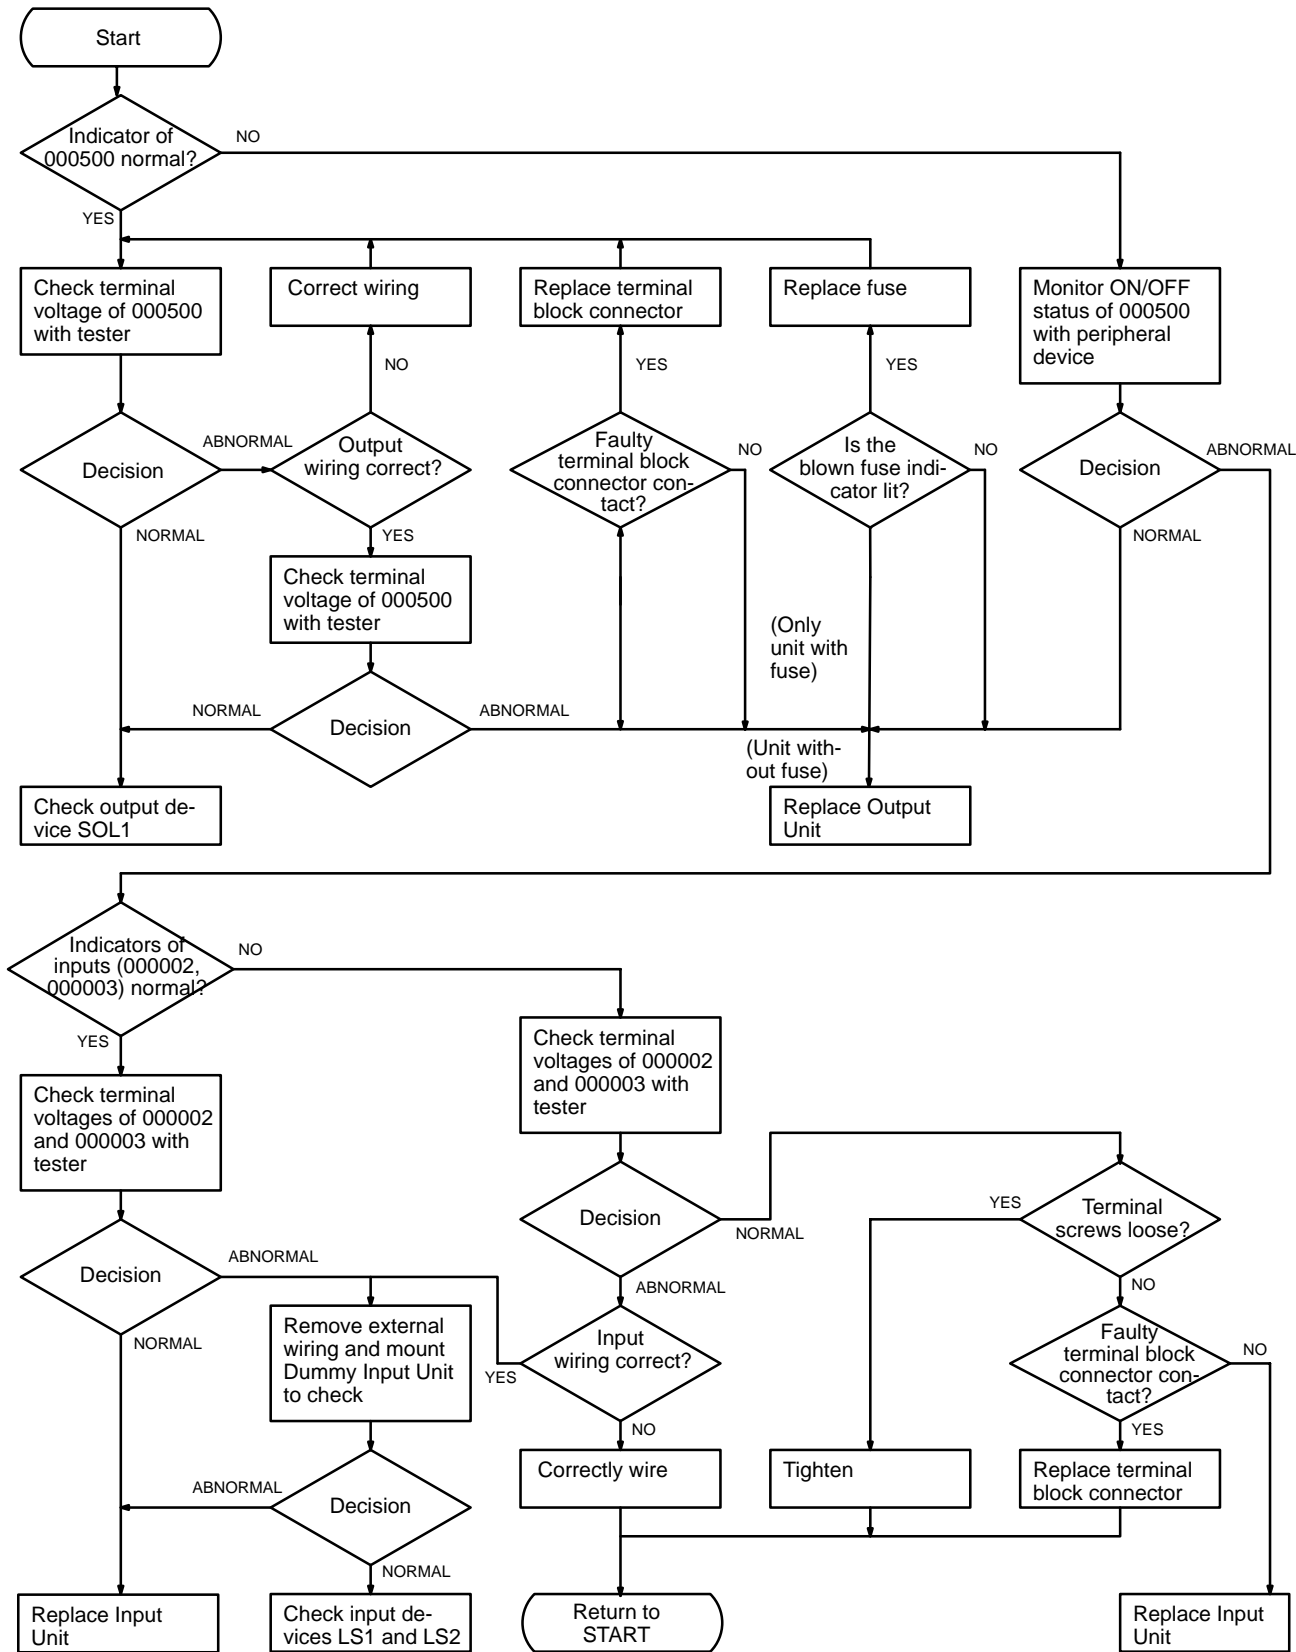 Start
Indicator of
000500 normal?
NO
YES
Check terminal
voltage of 000500
with tester
Correct wiring
Replace terminal
block connector
Replace fuse
Monitor ON/OFF
status of 000500
with peripheral
device
NO
YES
YES
Decision
ABNORMAL
Output
wiring correct?
Faulty
terminal block
connector con-
tact?
NO
Is the
blown fuse indi-
cator lit?
NO
Decision
ABNORMAL
NORMAL
YES
NORMAL
Check terminal
voltage of 000500
with tester
(Only
unit with
fuse)
NORMAL
Decision
ABNORMAL
(Unit with-
out fuse)
Check output de-
vice SOL1
Replace Output
Unit
Indicators of
inputs (000002,
000003) normal?
NO
YES
Check terminal
voltages of 000002
and 000003 with
tester
Check terminal
voltages of 000002
and 000003 with
tester
Decision
NORMAL
YES
Terminal
screws loose?
Decision
ABNORMAL
ABNORMAL
NO
NORMAL
Remove external
wiring and mount
Dummy Input Unit
to check
YES
Input
wiring correct?
Faulty
terminal block
connector con-
tact?
NO
NO
YES
Correctly wire
Tighten
Replace terminal
block connector
ABNORMAL
Decision
NORMAL
Replace Input
Unit
Check input de-
vices LS1 and LS2
Return to
START
Replace Input
Unit